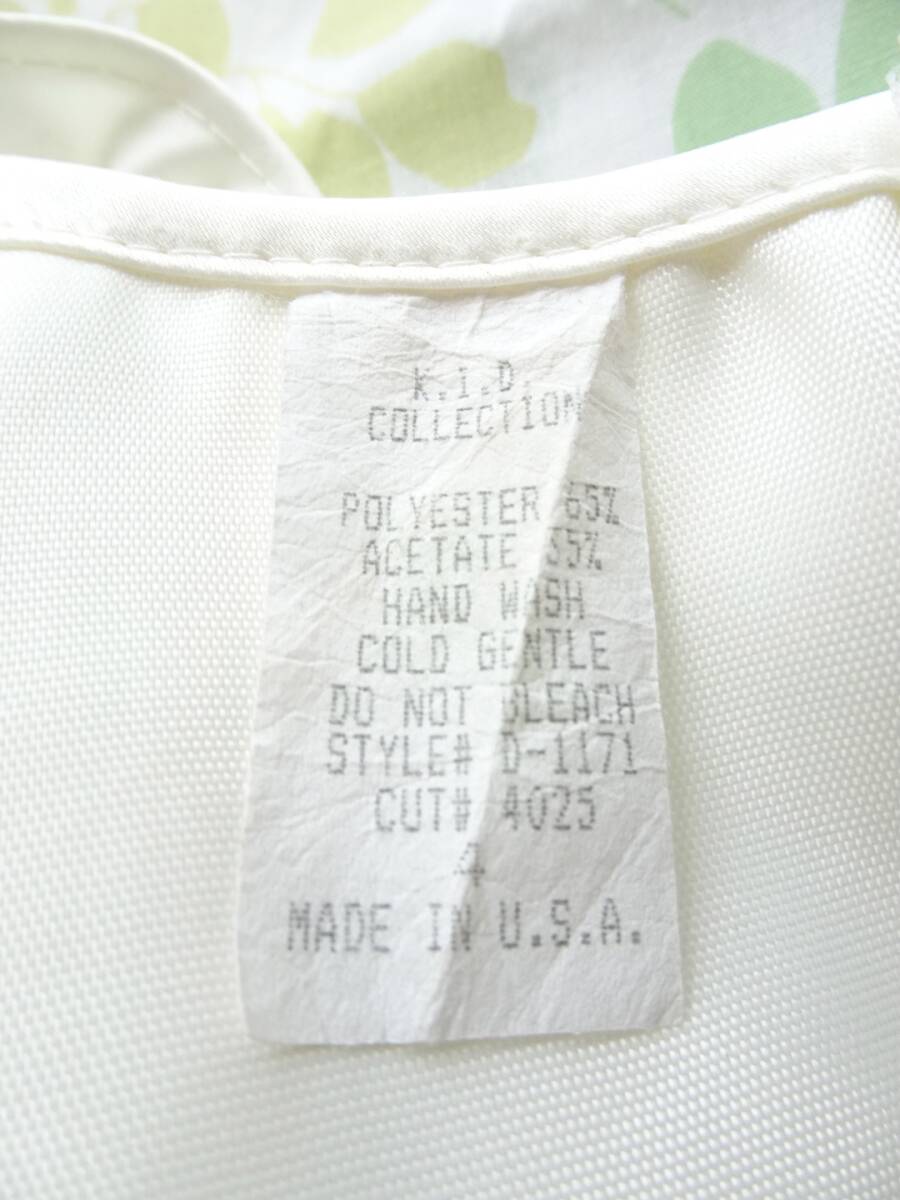 K.I.D.
COLLECTION
POLYESTER 65%
ACETATE 35%
HAND WASH
COLD GENTLE
DO NOT BLEACH
STYLE# D-1171
CUT# 4025
4
MADE IN U.S.A.